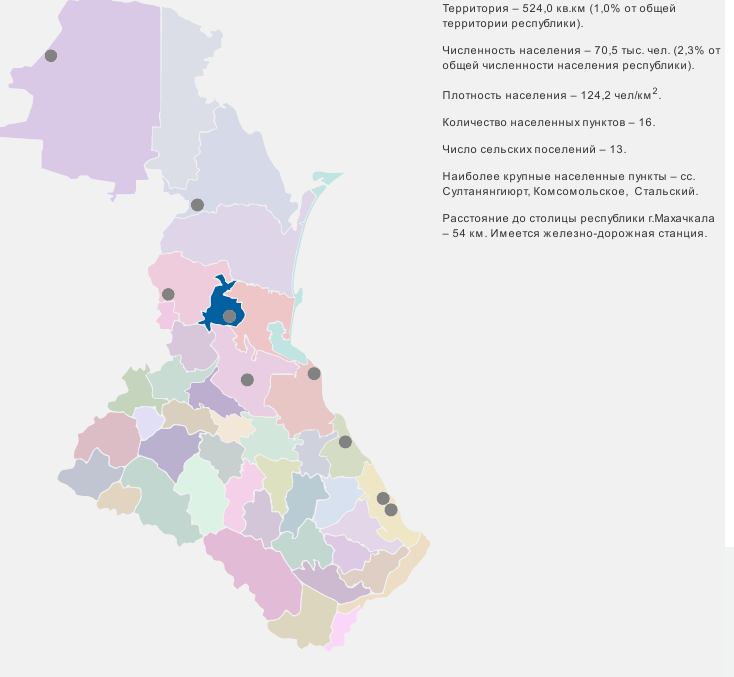 Территория – 524,0 кв.км (1,0% от общей
территории республики).
Численность населения – 70,5 тыс. чел. (2,3% от
общей численности населения республики).
Плотность населения – 124,2 чел/км².
Количество населенных пунктов – 16.
Число сельских поселений – 13.
Наиболее крупные населенные пункты – сс.
Султанянгиюрт, Комсомольское, Стальский.
Расстояние до столицы республики г.Махачкала
– 54 км. Имеется железно-дорожная станция.